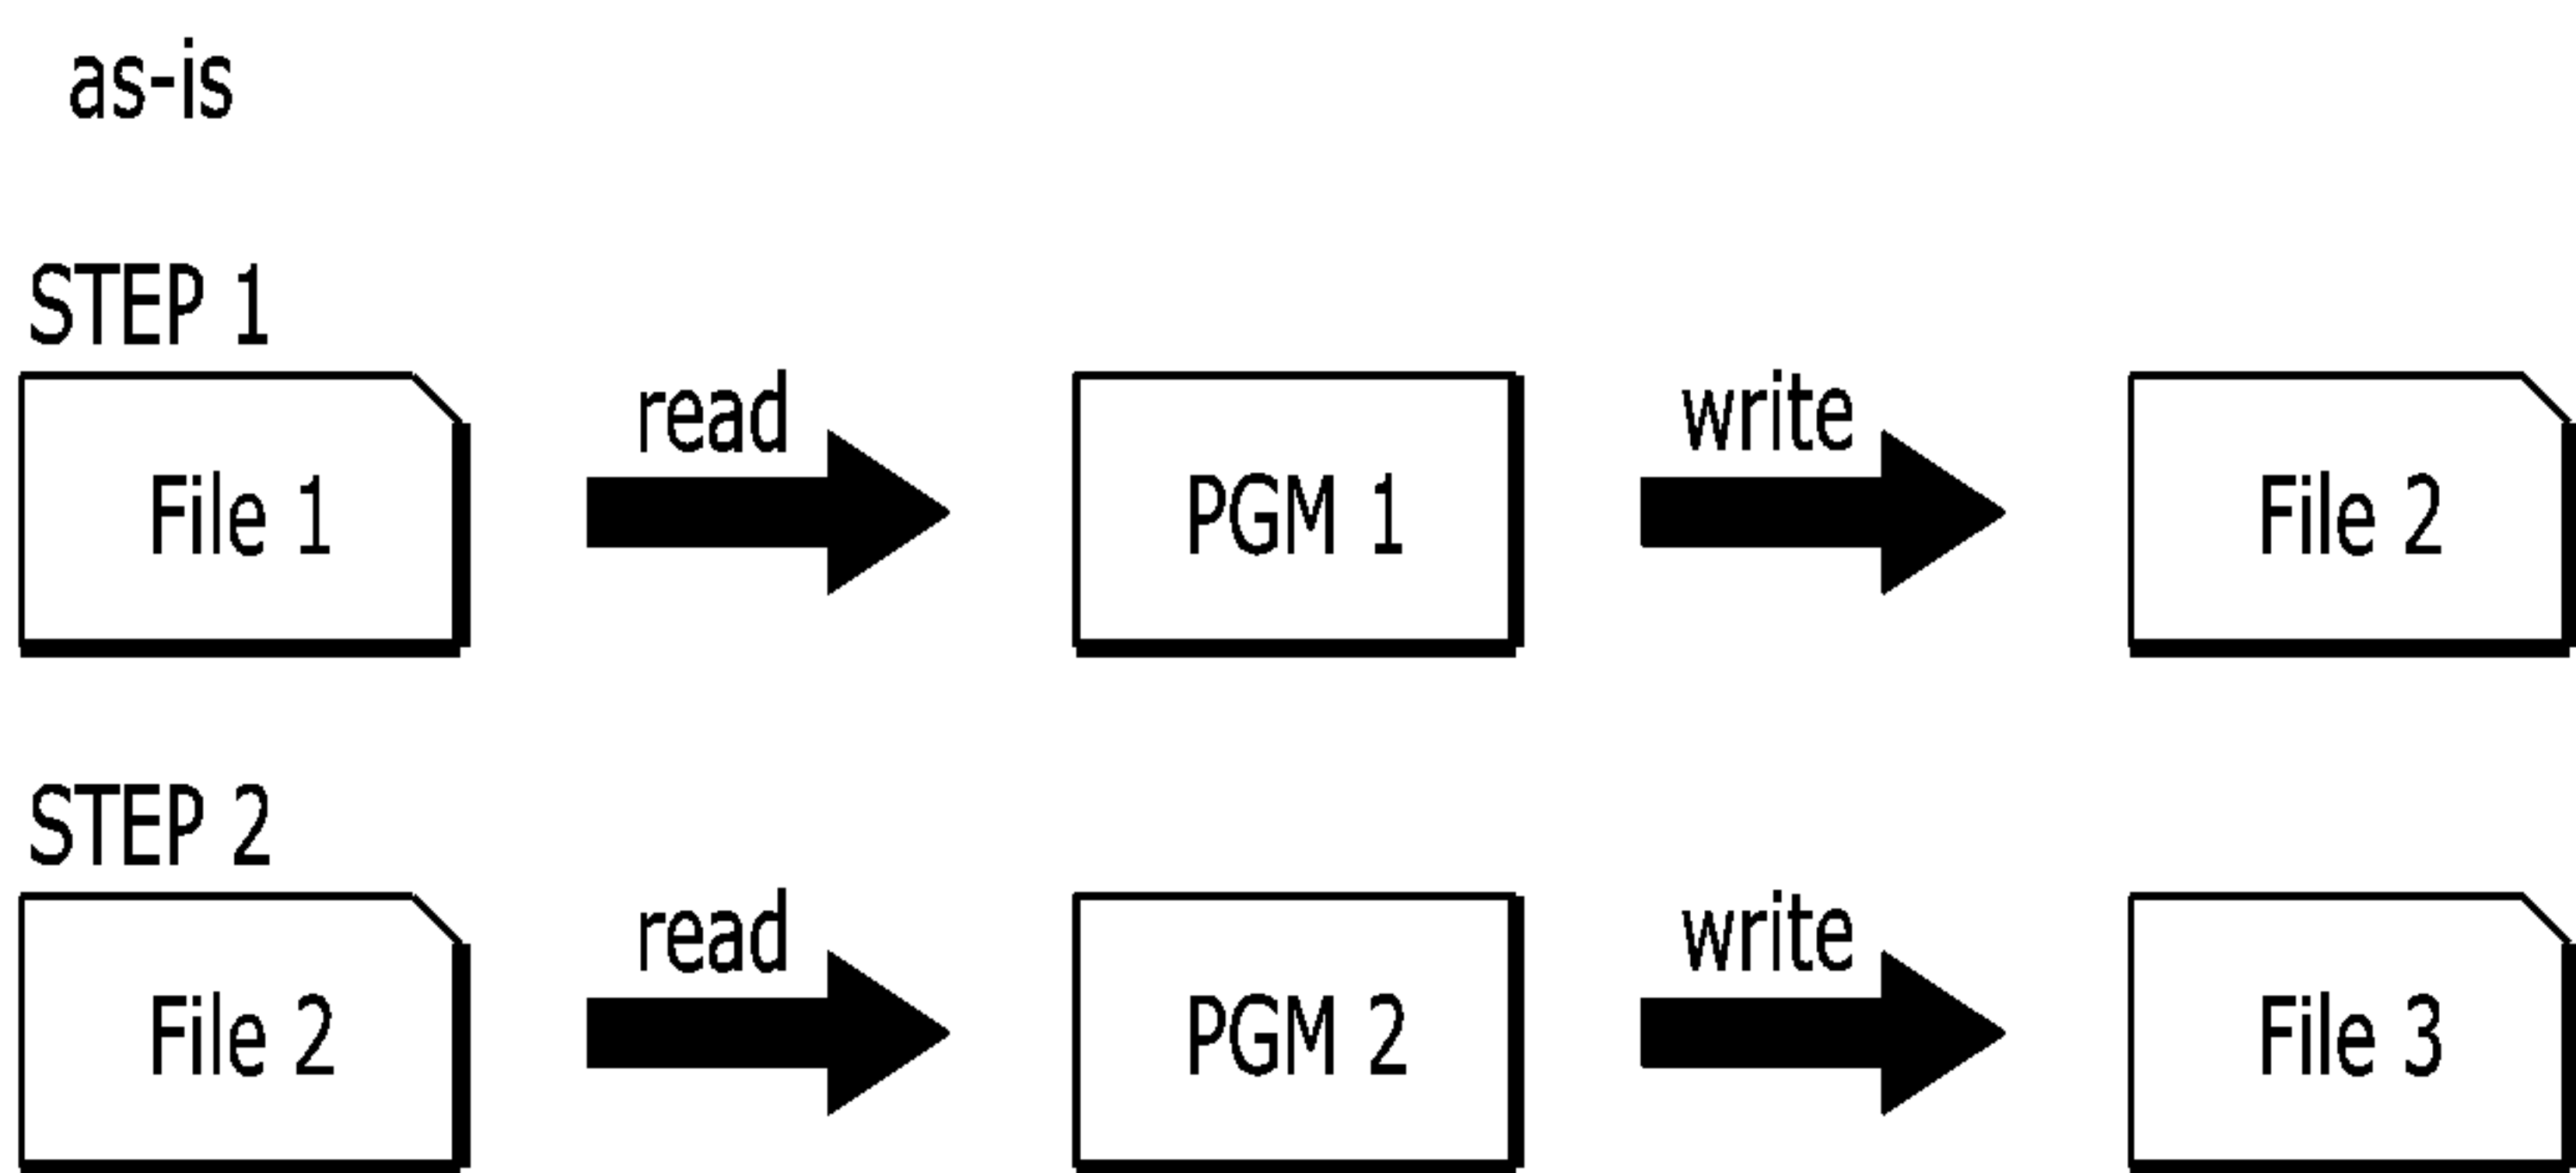 as-is
STEP 1
read
write
File 1
PGM 1
File 2
STEP 2
read
write
File 2
PGM 2
File 3